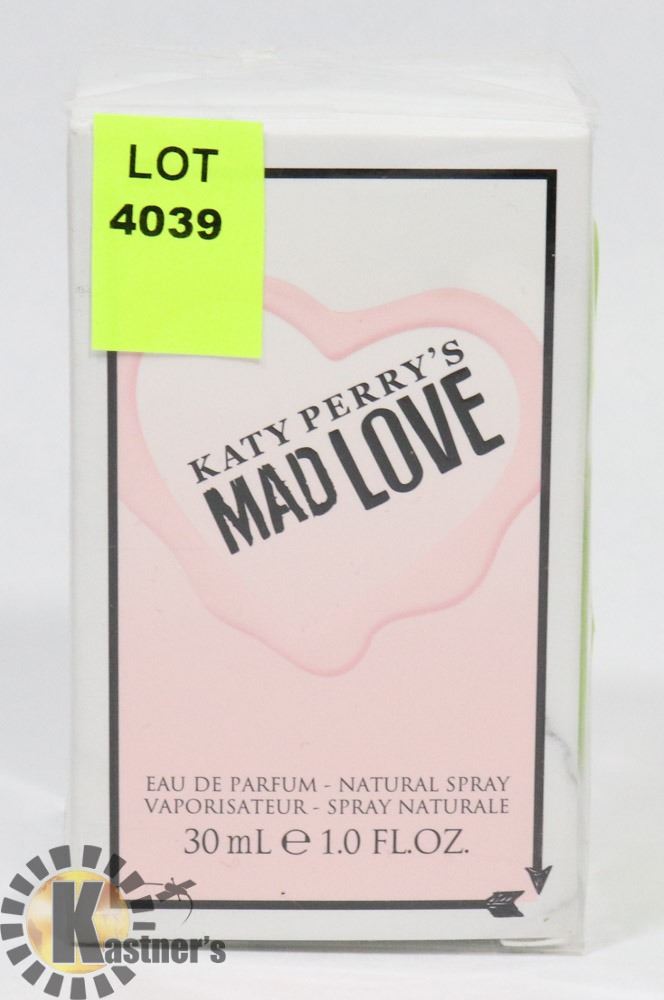 LOT
4039
KATY PERRY'S
MAD LOVE
EAU DE PARFUM - NATURAL SPRAY
VAPORISATEUR - SPRAY NATURALE
30 mL e 1.0 FL.OZ.
Kastner's